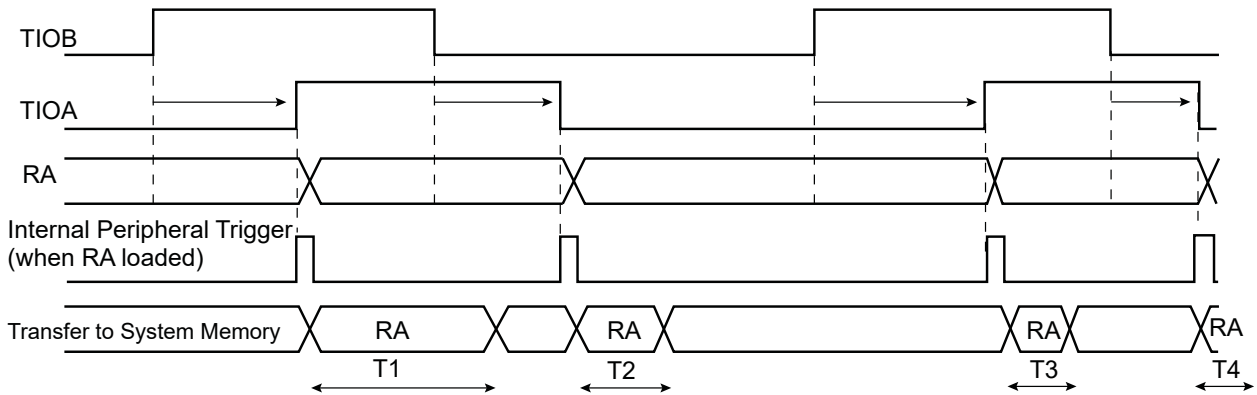 TIOB
TIOA
RA
Internal Peripheral Trigger
(when RA loaded)
Transfer to System Memory RA RA RA RA
T1 T2 T3 T4